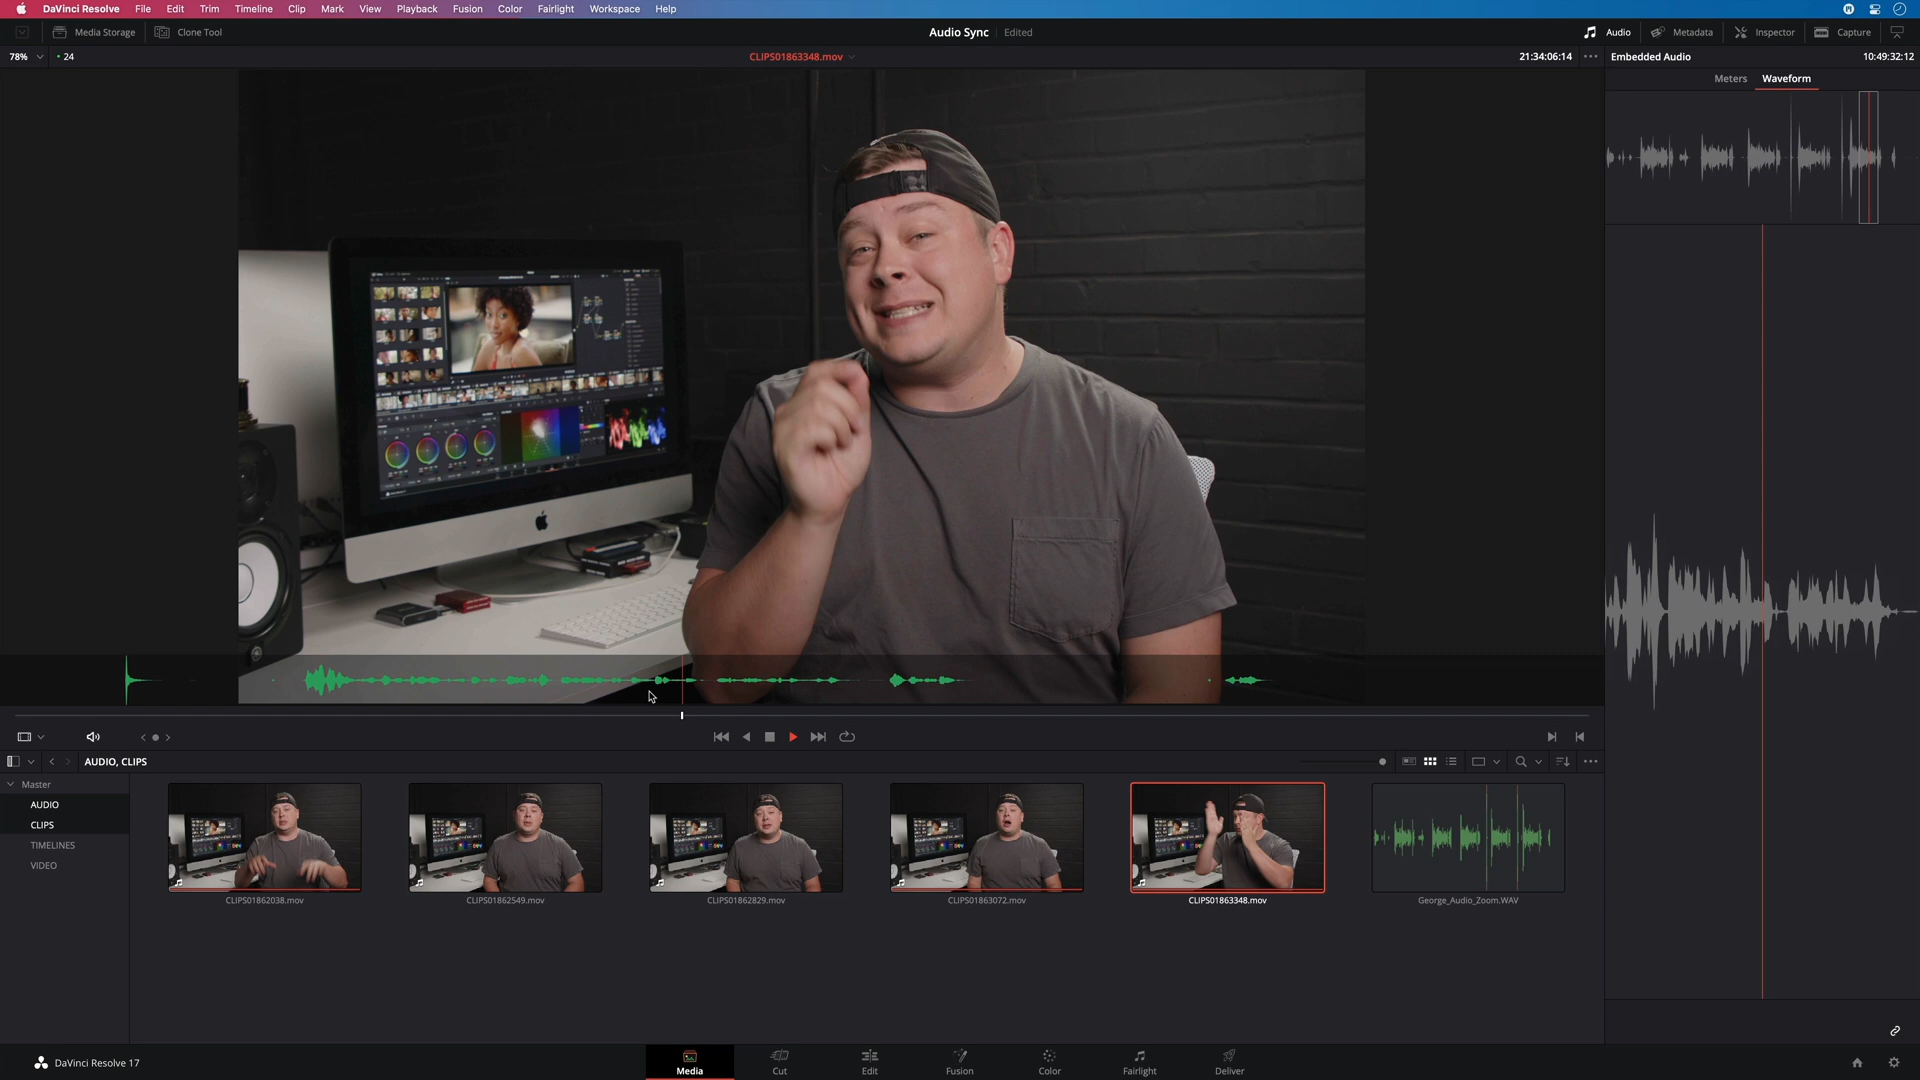 DaVinci Resolve File Edit Trim Timeline Clip Mark View Playback Fusion Color Fairlight Workspace Help
Media Storage Clone Tool Audio Sync Edited Audio Metadata Inspector Capture
78% 24 CLIPS01863348.mov 21:34:06:14 Embedded Audio 10:49:32:12
Meters Waveform
AUDIO, CLIPS
Master
AUDIO
CLIPS
TIMELINES
VIDEO
CLIPS01862038.mov CLIPS01862549.mov CLIPS01862829.mov CLIPS01863072.mov CLIPS01863348.mov George_Audio_Zoom.WAV
DaVinci Resolve 17
Media Cut Edit Fusion Color Fairlight Deliver